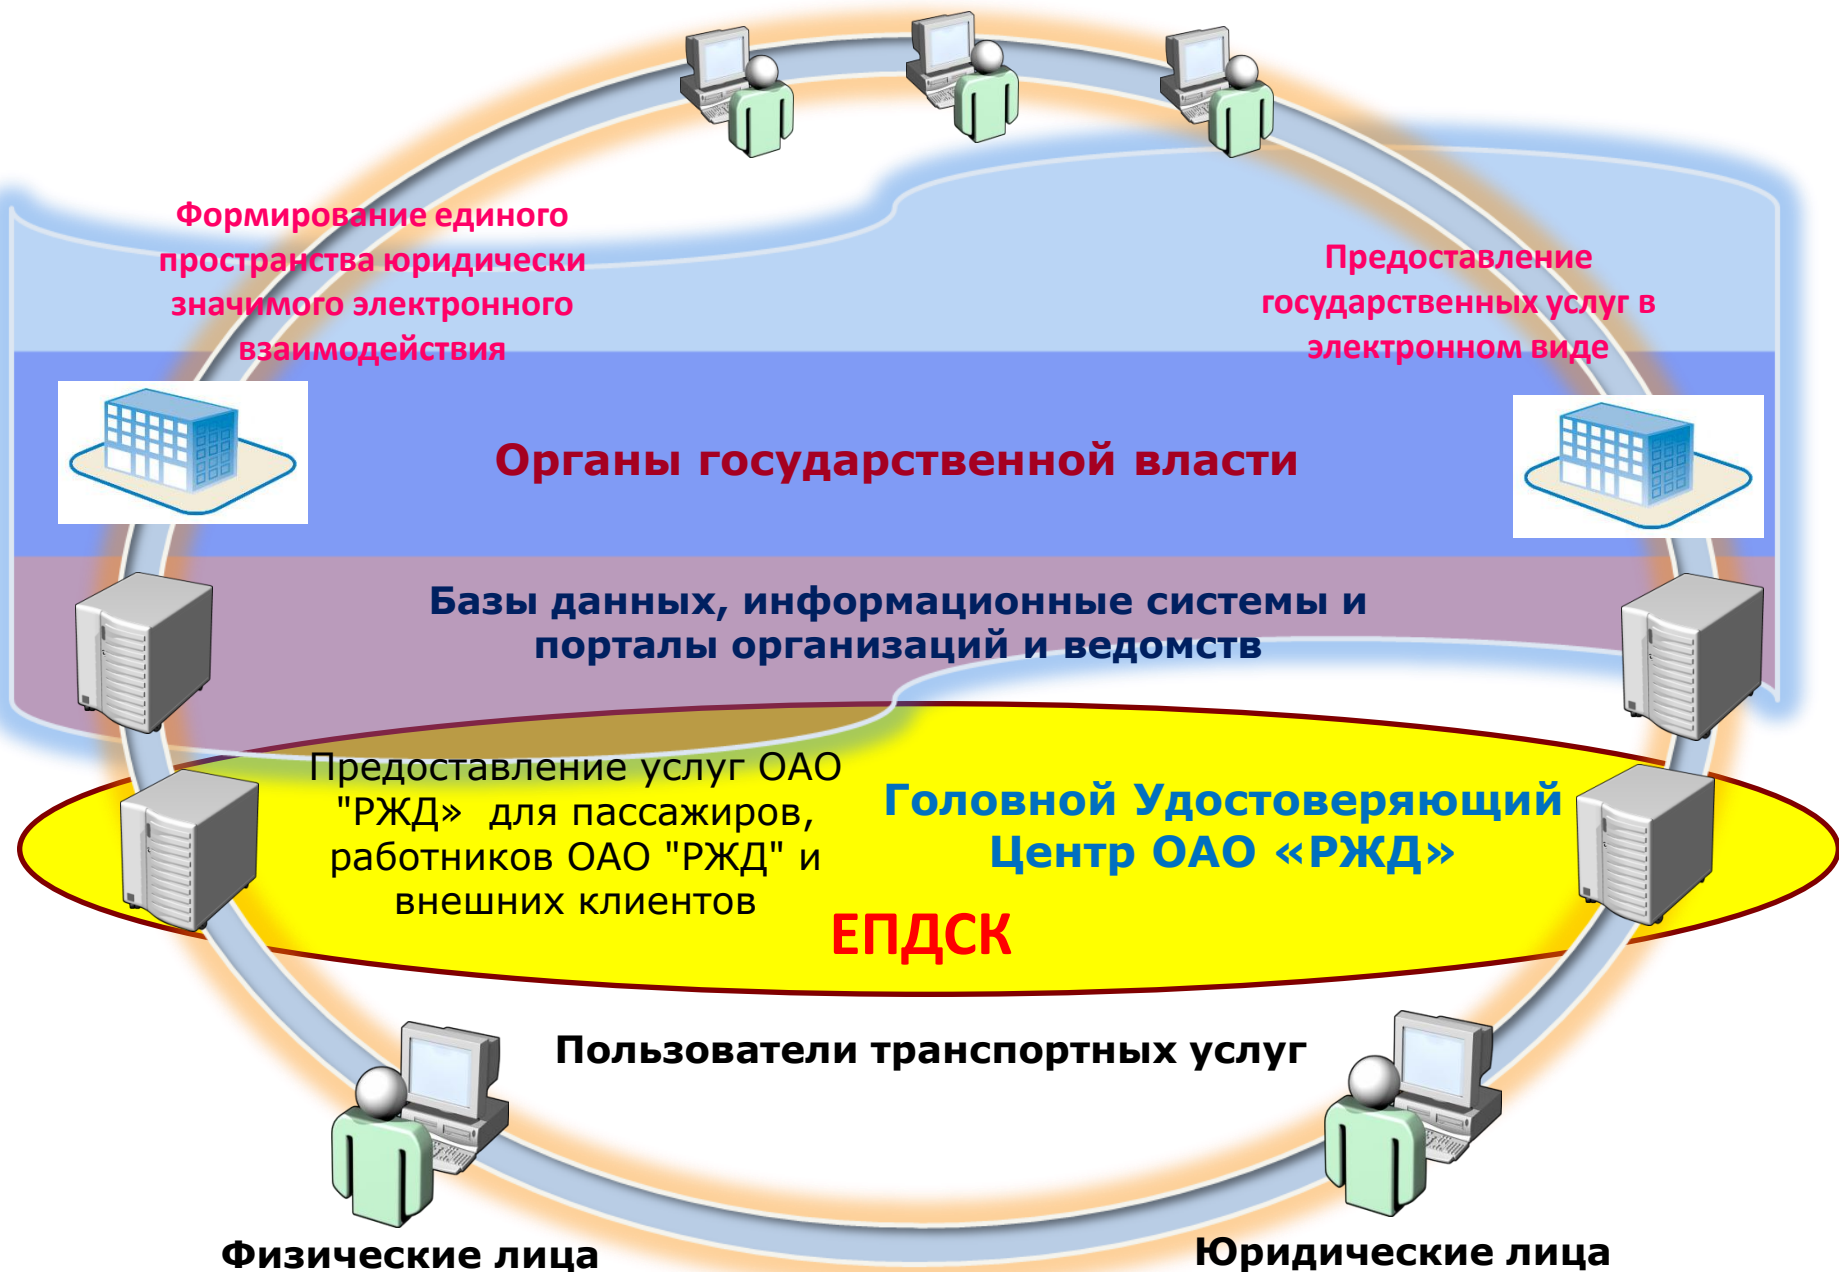 Формирование единого
пространства юридически
значимого электронного
взаимодействия
Предоставление
государственных услуг в
электронном виде
Органы государственной власти
Базы данных, информационные системы и
порталы организаций и ведомств
Предоставление услуг ОАО
"РЖД»  для пассажиров,
работников ОАО "РЖД" и
внешних клиентов
Головной Удостоверяющий
Центр ОАО «РЖД»
ЕПДСК
Пользователи транспортных услуг
Физические лица
Юридические лица